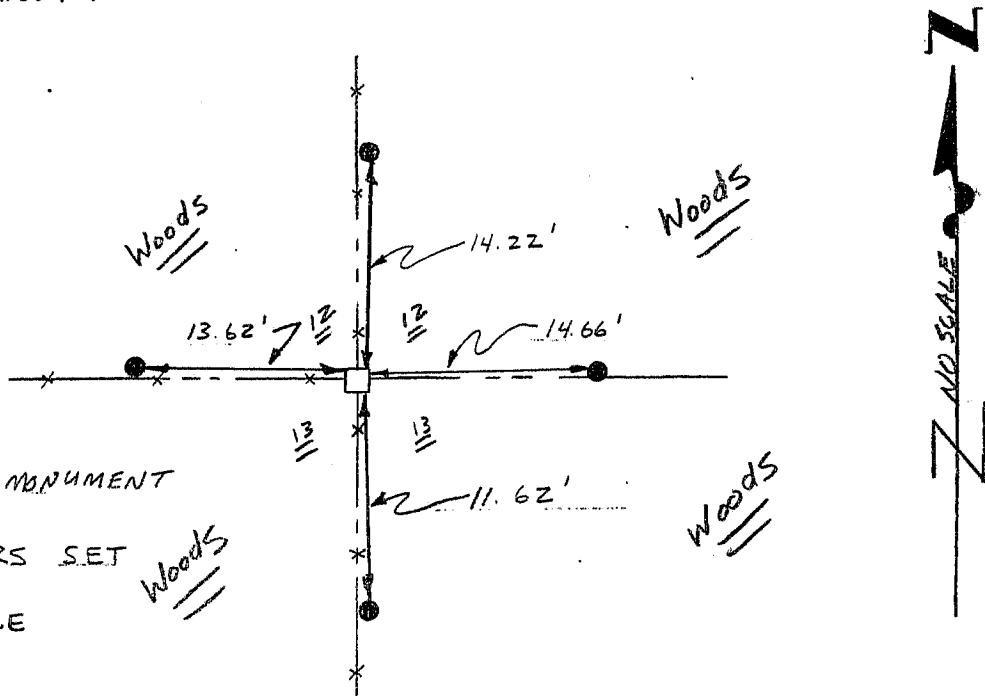 Woods
Woods
14.22'
13.62'
12
12
14.66'
13
13
MONUMENT
11.62'
RS SET
Woods
Woods
LE
NO SCALE
N